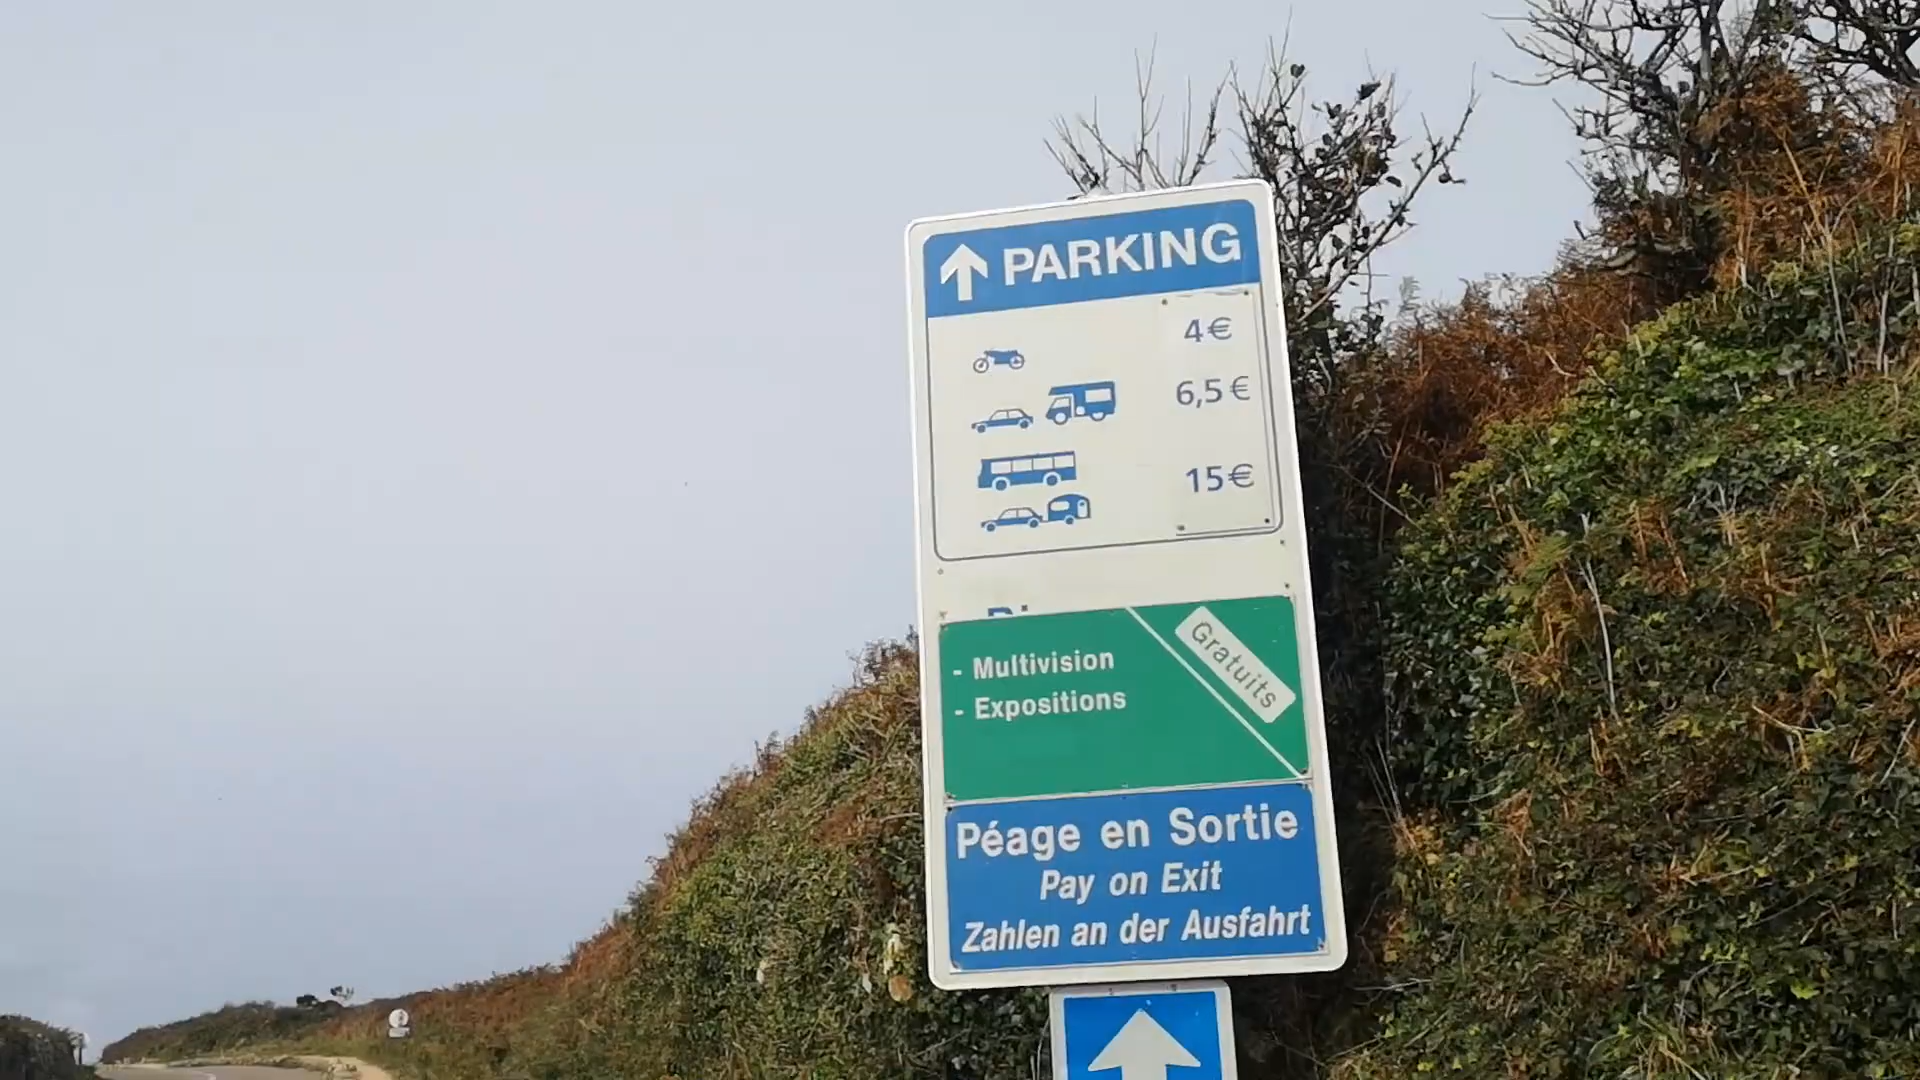 PARKING
4€
6,5€
15€
- Multivision
- Expositions
Gratuits
Péage en Sortie
Pay on Exit
Zahlen an der Ausfahrt